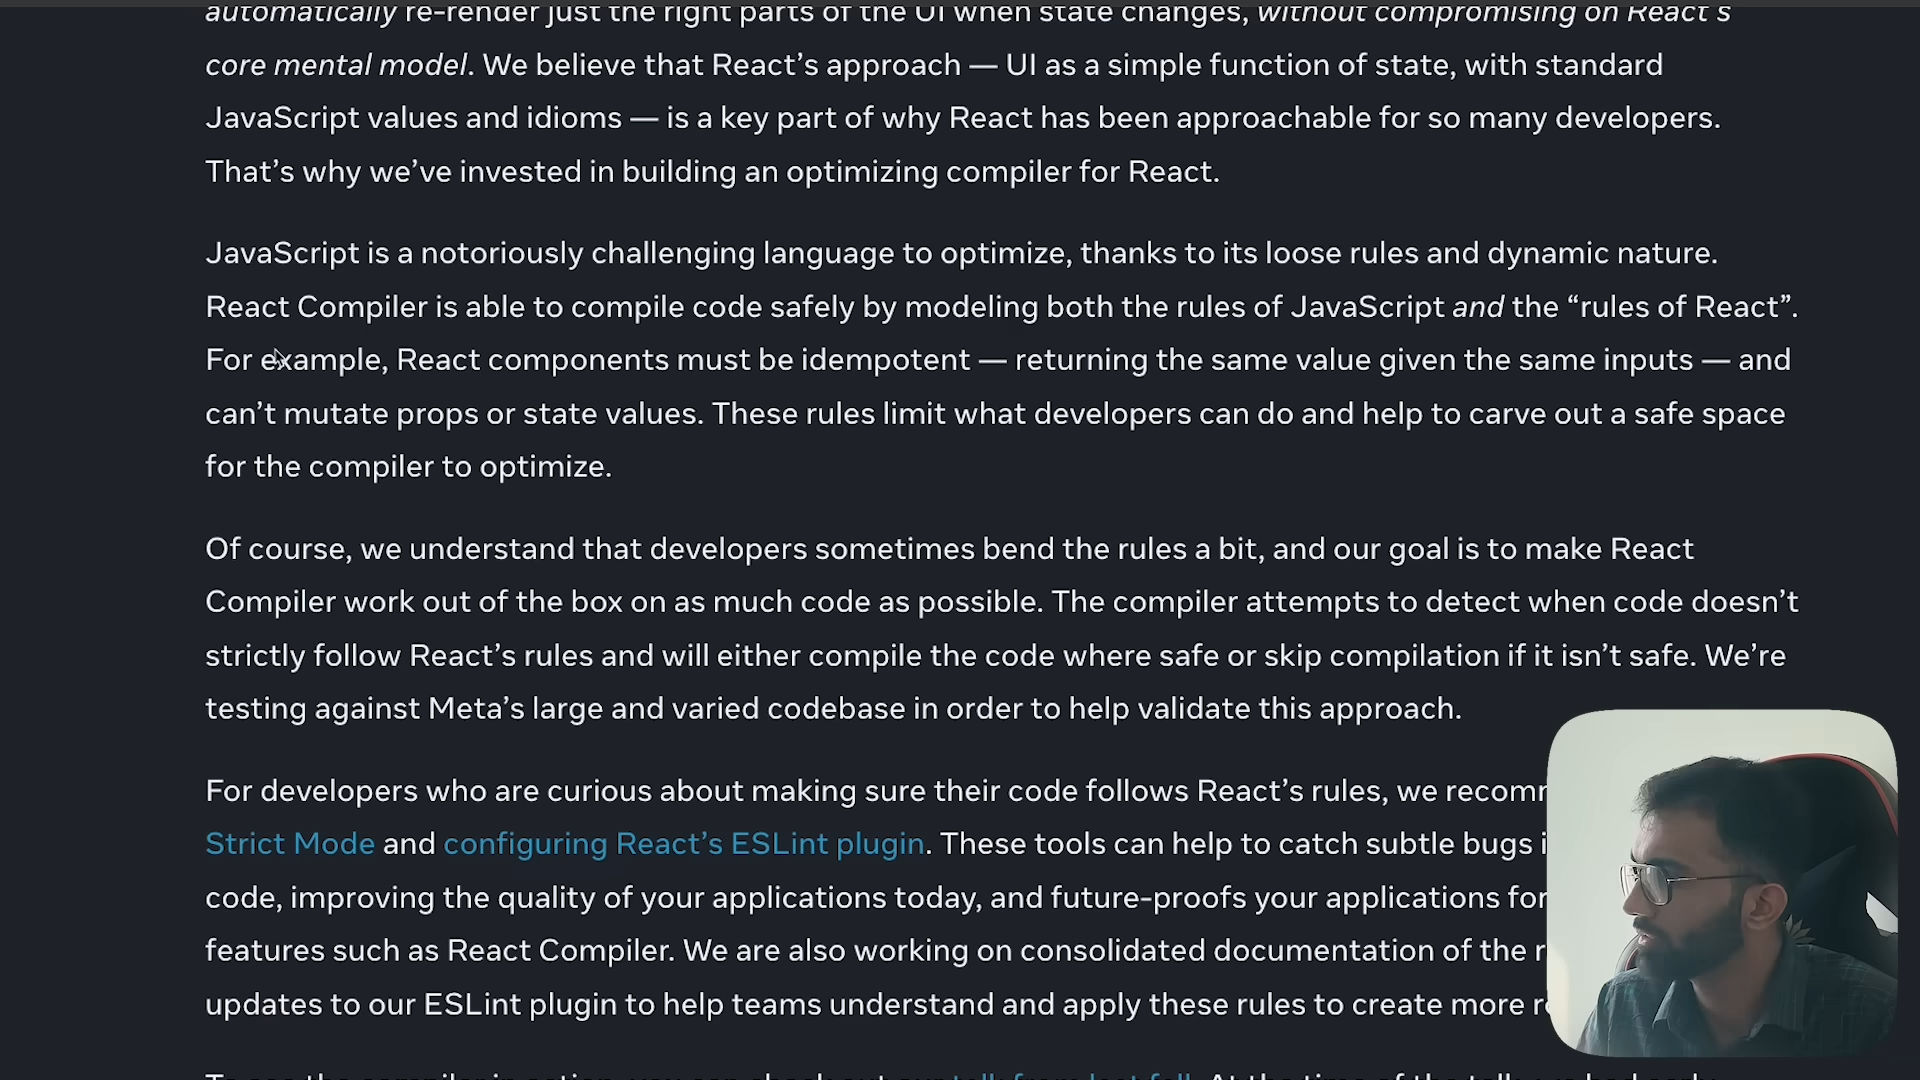 automatically re-render just the right parts of the UI when state changes, without compromising on React’s
core mental model. We believe that React’s approach — UI as a simple function of state, with standard
JavaScript values and idioms — is a key part of why React has been approachable for so many developers.
That’s why we’ve invested in building an optimizing compiler for React.
JavaScript is a notoriously challenging language to optimize, thanks to its loose rules and dynamic nature.
React Compiler is able to compile code safely by modeling both the rules of JavaScript and the “rules of React”.
For example, React components must be idempotent — returning the same value given the same inputs — and
can’t mutate props or state values. These rules limit what developers can do and help to carve out a safe space
for the compiler to optimize.
Of course, we understand that developers sometimes bend the rules a bit, and our goal is to make React
Compiler work out of the box on as much code as possible. The compiler attempts to detect when code doesn’t
strictly follow React’s rules and will either compile the code where safe or skip compilation if it isn’t safe. We’re
testing against Meta’s large and varied codebase in order to help validate this approach.
For developers who are curious about making sure their code follows React’s rules, we
Strict Mode and configuring React’s ESLint plugin. These tools can help to catch subtle bugs
code, improving the quality of your applications today, and future-proofs your applications for
features such as React Compiler. We are also working on consolidated documentation of the
updates to our ESLint plugin to help teams understand and apply these rules to create more